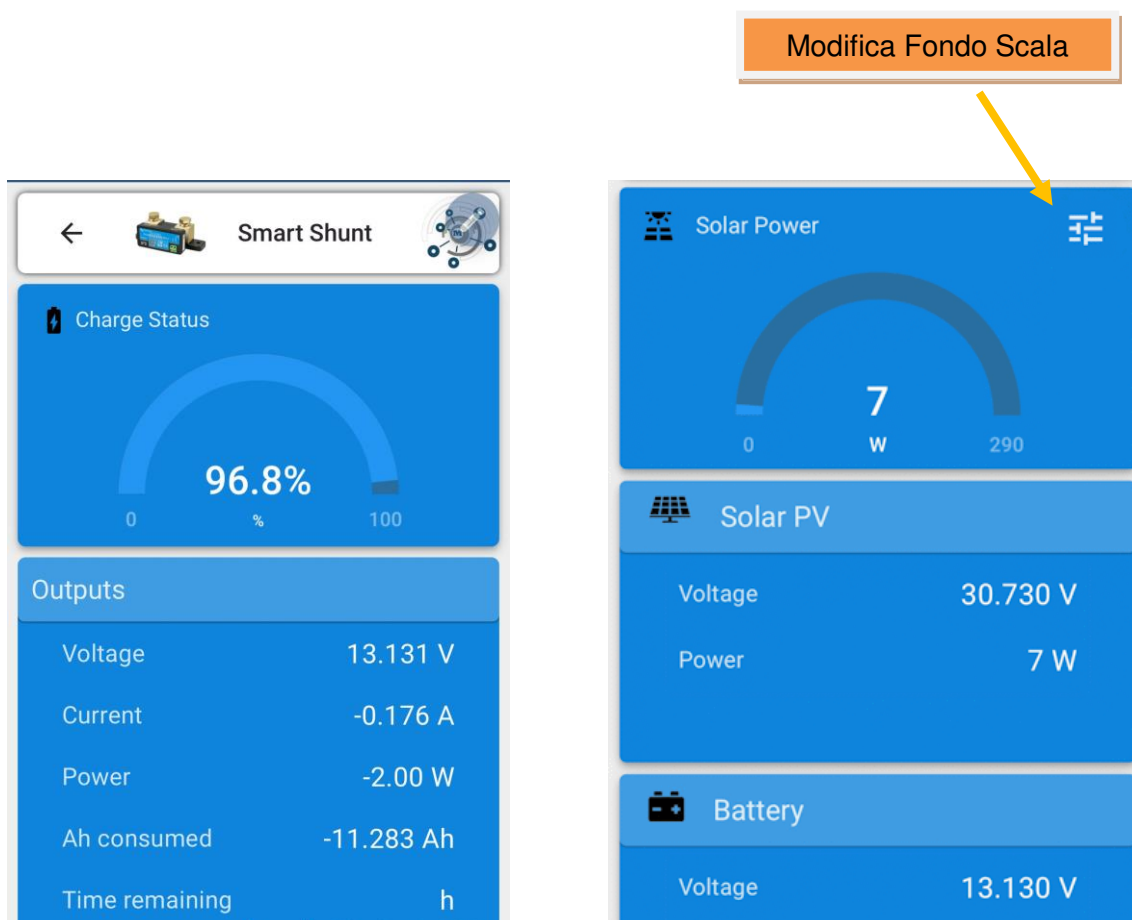 Modifica Fondo Scala
Smart Shunt
Charge Status
96.8%
0 % 100
Outputs
Voltage 13.131 V
Current -0.176 A
Power -2.00 W
Ah consumed -11.283 Ah
Time remaining h
Solar Power
7
0 W 290
Solar PV
Voltage 30.730 V
Power 7 W
Battery
Voltage 13.130 V